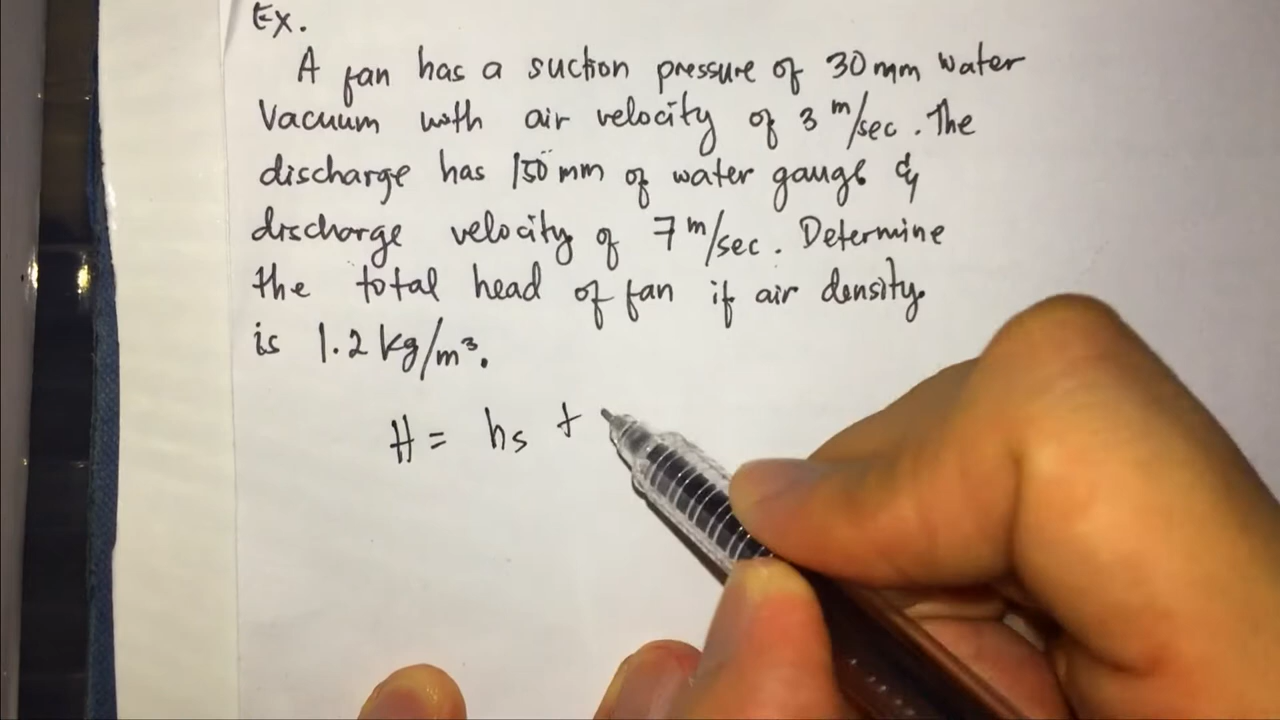 Ex.
A fan has a suction pressure of 30 mm water
Vacuum with air velocity of 3 m/sec. The
discharge has 150 mm of water gauge &
discharge velocity of 7 m/sec. Determine
the total head of fan if air density
is 1.2 kg/m³.
H = hs +